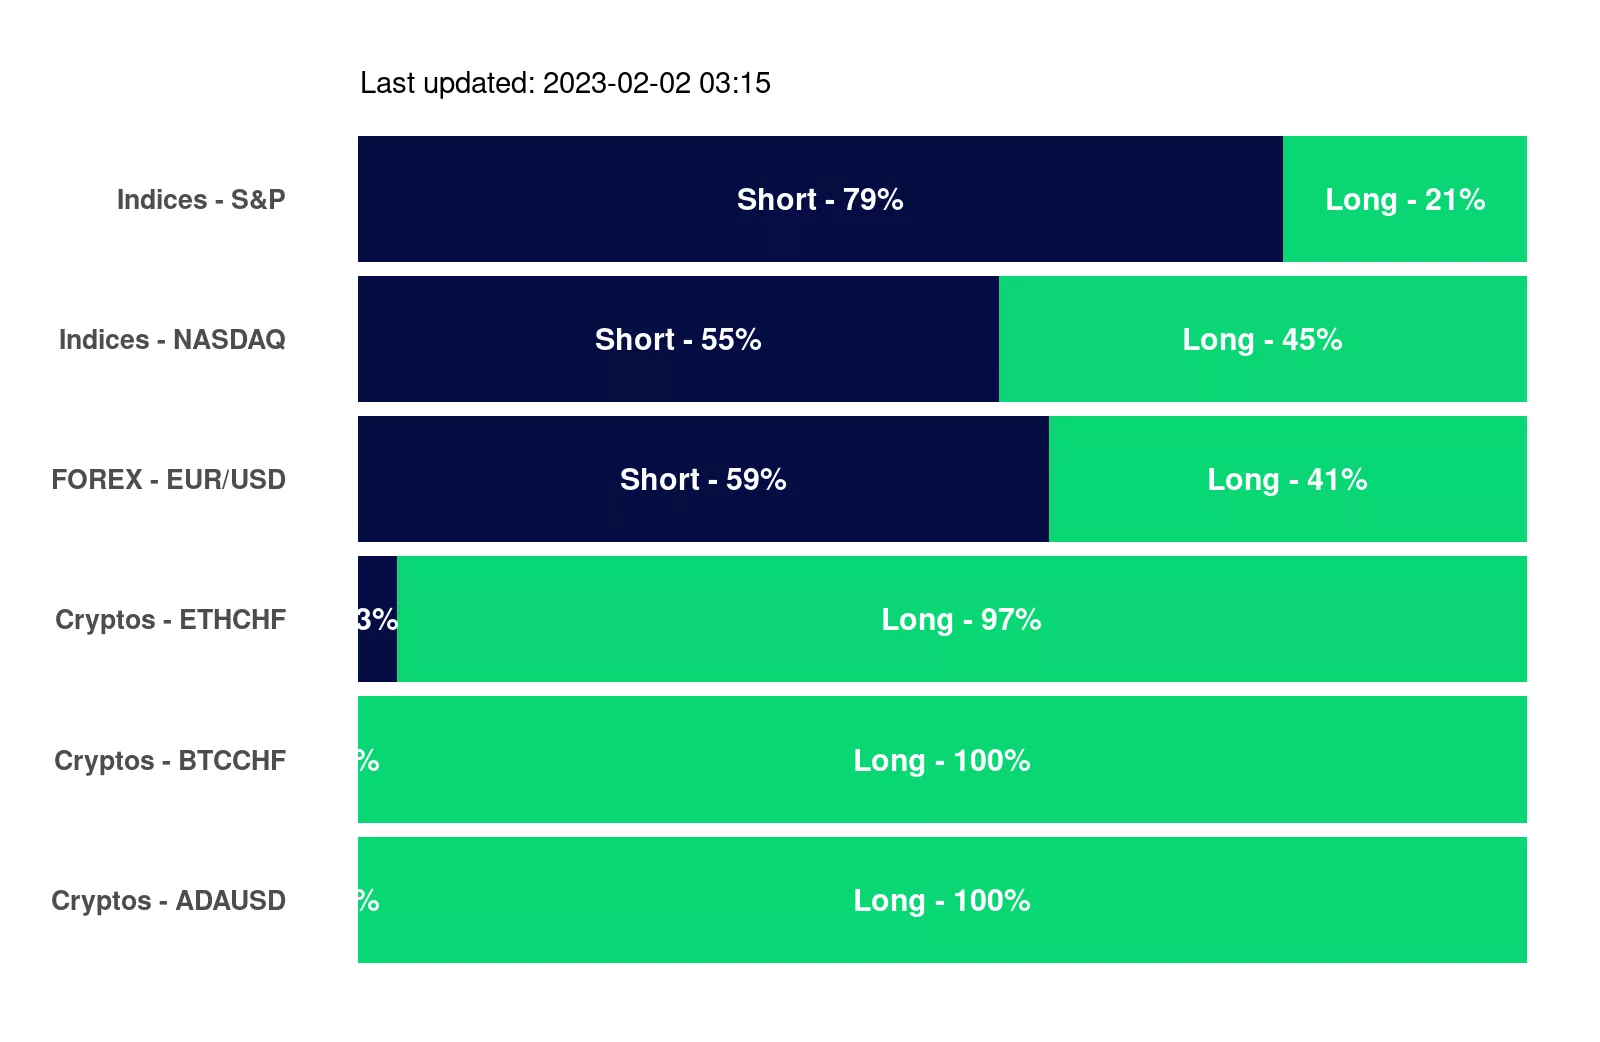 Last updated: 2023-02-02 03:15
Indices - S&P Short - 79% Long - 21%
Indices - NASDAQ Short - 55% Long - 45%
FOREX - EUR/USD Short - 59% Long - 41%
Cryptos - ETHCHF 3% Long - 97%
Cryptos - BTCCHF % Long - 100%
Cryptos - ADAUSD % Long - 100%